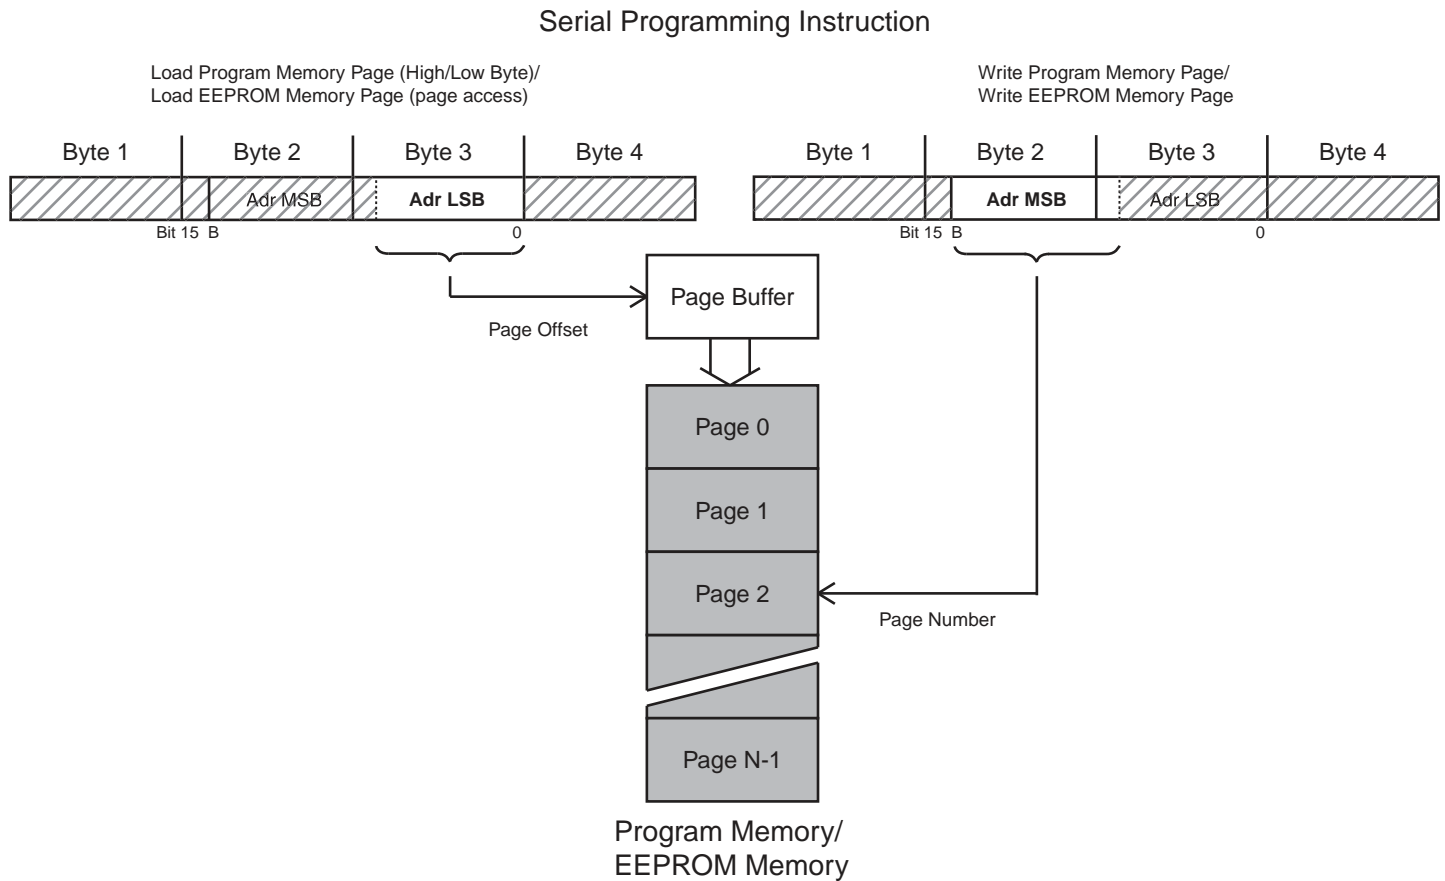 Serial Programming Instruction
Load Program Memory Page (High/Low Byte)/
Load EEPROM Memory Page (page access)
Write Program Memory Page/
Write EEPROM Memory Page
Byte 1 Byte 2 Byte 3 Byte 4
Adr MSB Adr LSB
Bit 15 B 0
Byte 1 Byte 2 Byte 3 Byte 4
Adr MSB Adr LSB
Bit 15 B 0
Page Buffer
Page Offset
Page 0
Page 1
Page 2
Page Number
Page N-1
Program Memory/
EEPROM Memory